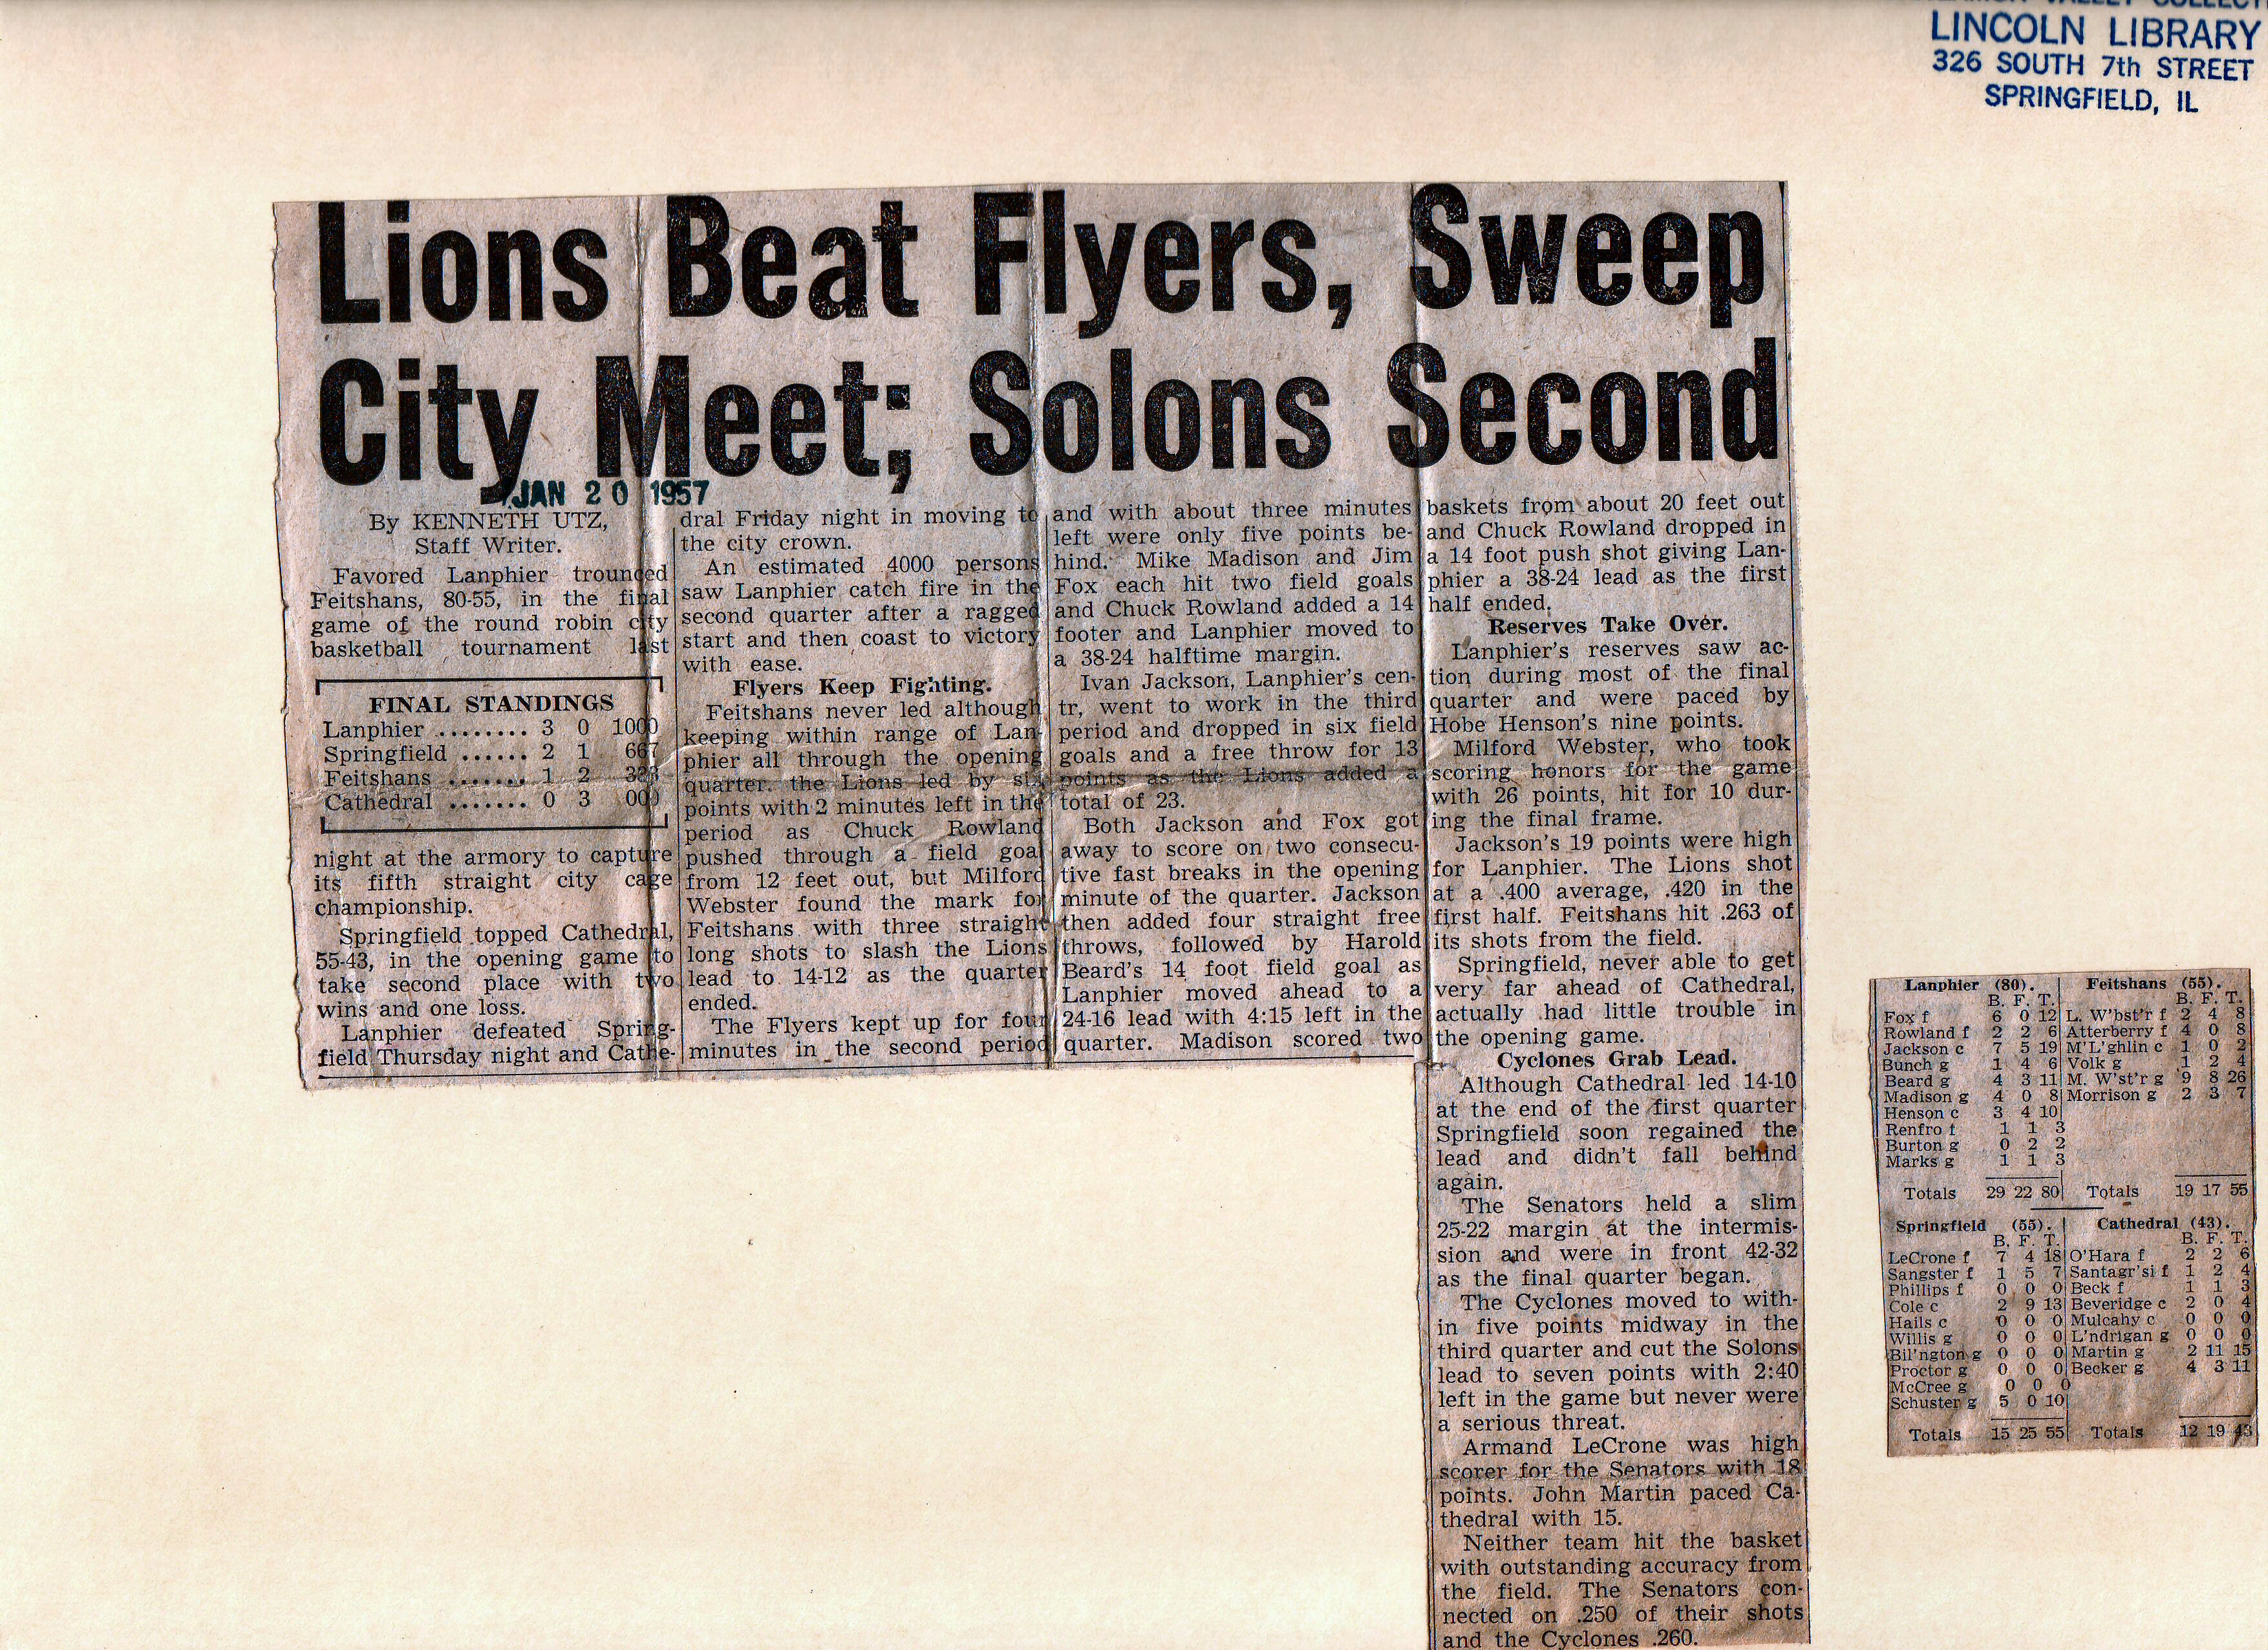 LINCOLN LIBRARY
326 SOUTH 7th STREET
SPRINGFIELD, IL
Lions Beat Flyers, Sweep
City Meet; Solons Second
JAN 20 1957
By KENNETH UTZ,
Staff Writer.
Favored Lanphier trounced
Feitshans, 80-55, in the final
game of the round robin city
basketball tournament last
FINAL STANDINGS
Lanphier ........ 3 0 1000
Springfield ...... 2 1 667
Feitshans ....... 1 2 333
Cathedral ....... 0 3 000
night at the armory to capture
its fifth straight city cage
championship.
Springfield topped Cathedral,
55-43, in the opening game to
take second place with two
wins and one loss.
Lanphier defeated Spring-
field Thursday night and Cathe-
dral Friday night in moving to
the city crown.
An estimated 4000 persons
saw Lanphier catch fire in the
second quarter after a ragged
start and then coast to victory
with ease.
Flyers Keep Fighting.
Feitshans never led although
keeping within range of Lan-
phier all through the opening
quarter. the Lions led by six
points with 2 minutes left in the
period as Chuck Rowland
pushed through a field goal
from 12 feet out, but Milford
Webster found the mark for
Feitshans with three straight
long shots to slash the Lions
lead to 14-12 as the quarter
ended.
The Flyers kept up for four
minutes in the second period
and with about three minutes
left were only five points be-
hind. Mike Madison and Jim
Fox each hit two field goals
and Chuck Rowland added a 14
footer and Lanphier moved to
a 38-24 halftime margin.
Ivan Jackson, Lanphier's cen-
tr, went to work in the third
period and dropped in six field
goals and a free throw for 13
points as the Lions added a
total of 23.
Both Jackson and Fox got
away to score on two consecu-
tive fast breaks in the opening
minute of the quarter. Jackson
then added four straight free
throws, followed by Harold
Beard's 14 foot field goal as
Lanphier moved ahead to a
24-16 lead with 4:15 left in the
quarter. Madison scored two
baskets from about 20 feet out
and Chuck Rowland dropped in
a 14 foot push shot giving Lan-
phier a 38-24 lead as the first
half ended.
Reserves Take Over.
Lanphier's reserves saw ac-
tion during most of the final
quarter and were paced by
Hobe Henson's nine points.
Milford Webster, who took
scoring honors for the game
with 26 points, hit for 10 dur-
ing the final frame.
Jackson's 19 points were high
for Lanphier. The Lions shot
at a .400 average, .420 in the
first half. Feitshans hit .263 of
its shots from the field.
Springfield, never able to get
very far ahead of Cathedral,
actually had little trouble in
the opening game.
Cyclones Grab Lead.
Although Cathedral led 14-10
at the end of the first quarter
Springfield soon regained the
lead and didn't fall behind
again.
The Senators held a slim
25-22 margin at the intermis-
sion and were in front 42-32
as the final quarter began.
The Cyclones moved to with-
in five points midway in the
third quarter and cut the Solons
lead to seven points with 2:40
left in the game but never were
a serious threat.
Armand LeCrone was high
scorer for the Senators with 18
points. John Martin paced Ca-
thedral with 15.
Neither team hit the basket
with outstanding accuracy from
the field. The Senators con-
nected on .250 of their shots
and the Cyclones .260.
Lanphier (80).
B. F. T.
Fox f 6 0 12
Rowland f 2 2 6
Jackson c 7 5 19
Bunch g 1 4 6
Beard g 4 3 11
Madison g 4 0 8
Henson c 3 4 10
Renfro f 1 1 3
Burton g 0 2 2
Marks g 1 1 3
Totals 29 22 80
Feitshans (55).
B. F. T.
L. W'bst'r f 2 4 8
Atterberry f 4 0 8
M'L'ghlin c 1 0 2
Volk g 1 2 4
M. W'st'r g 9 8 26
Morrison g 2 3 7
Totals 19 17 55
Springfield (55).
B. F. T.
LeCrone f 7 4 18
Sangster f 1 5 7
Phillips f 0 0 0
Cole c 2 9 13
Hails c 0 0 0
Willis g 0 0 0
Bil'ngton g 0 0 0
Proctor g 0 0 0
McCree g 0 0 0
Schuster g 5 0 10
Totals 15 25 55
Cathedral (43).
B. F. T.
O'Hara f 2 2 6
Santagr'si f 1 2 4
Beck f 1 1 3
Beveridge c 2 0 4
Mulcahy c 0 0 0
L'ndrigan g 0 0 0
Martin g 2 11 15
Becker g 4 3 11
Totals 12 19 43